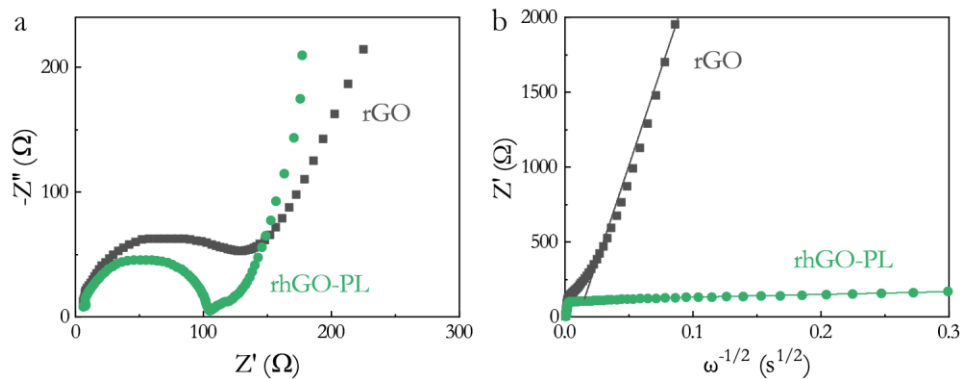 a
-Z" (Ω)
200
100
0
rGO
rhGO-PL
0
100
200
300
Z' (Ω)
b
Z' (Ω)
2000
1500
1000
500
0
rGO
rhGO-PL
0.0
0.1
0.2
0.3
ω-1/2 (s1/2)